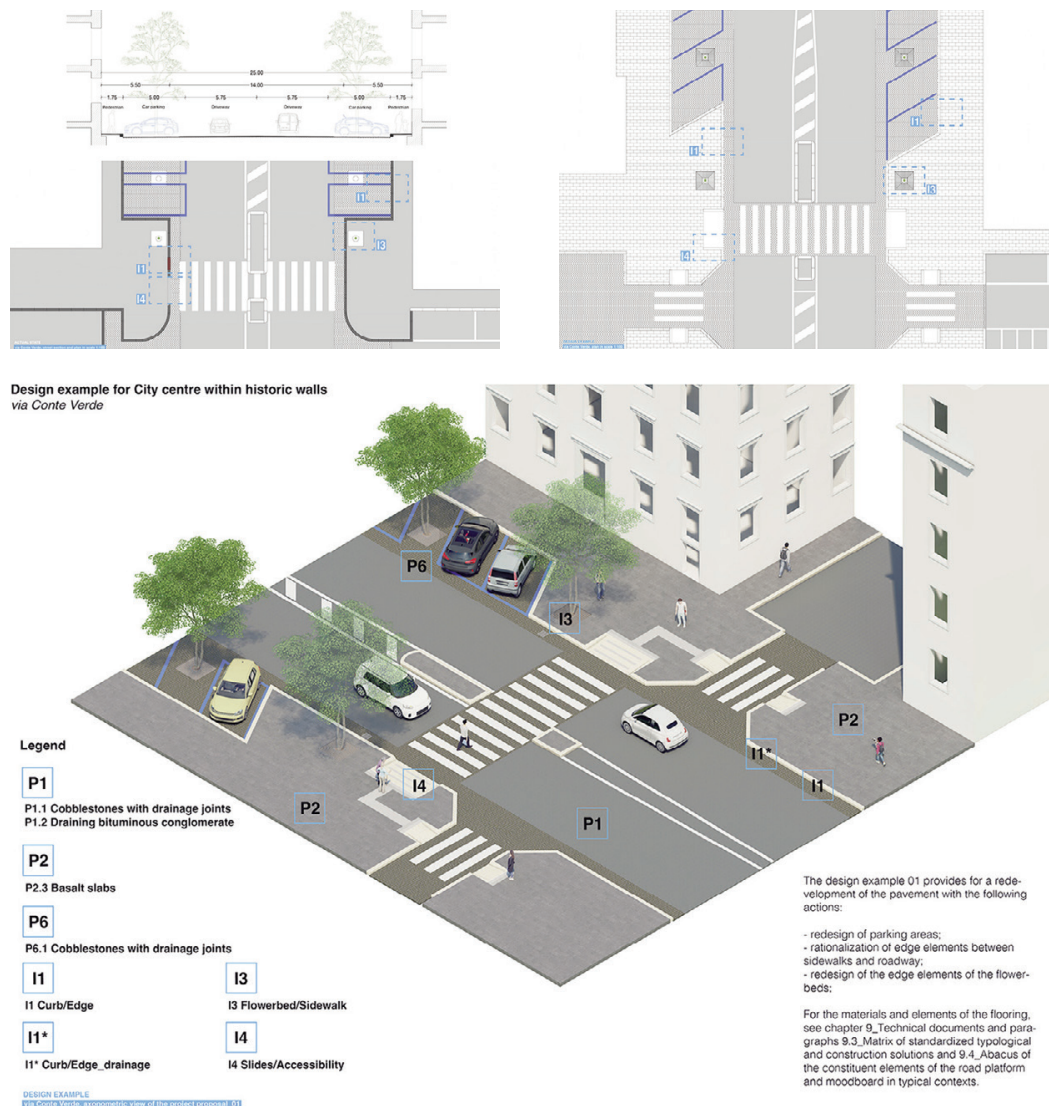 25.00
5.50 14.00 5.50
1.75 5.00 5.75 5.75 5.00 1.75
Pedestrian Car parking Driveway Driveway Car parking Pedestrian
I1
I3
I1
I4
I1
I1
I3
I4
Design example for City centre within historic walls
via Conte Verde
P6
I3
P2
I1*
I1
I4
P2
P1
Legend
P1
P1.1 Cobblestones with drainage joints
P1.2 Draining bituminous conglomerate
P2
P2.3 Basalt slabs
P6
P6.1 Cobblestones with drainage joints
I1
I1 Curb/Edge
I3
I3 Flowerbed/Sidewalk
I1*
I1* Curb/Edge_drainage
I4
I4 Slides/Accessibility
The design example 01 provides for a rede-
velopment of the pavement with the following
actions:
- redesign of parking areas;
- rationalization of edge elements between
sidewalks and roadway;
- redesign of the edge elements of the flower-
beds;
For the materials and elements of the flooring,
see chapter 9_Technical documents and para-
graphs 9.3_Matrix of standardized typological
and construction solutions and 9.4_Abacus of
the constituent elements of the road platform
and moodboard in typical contexts.
DESIGN EXAMPLE
via Conte Verde, axonometric view of the project proposal_01